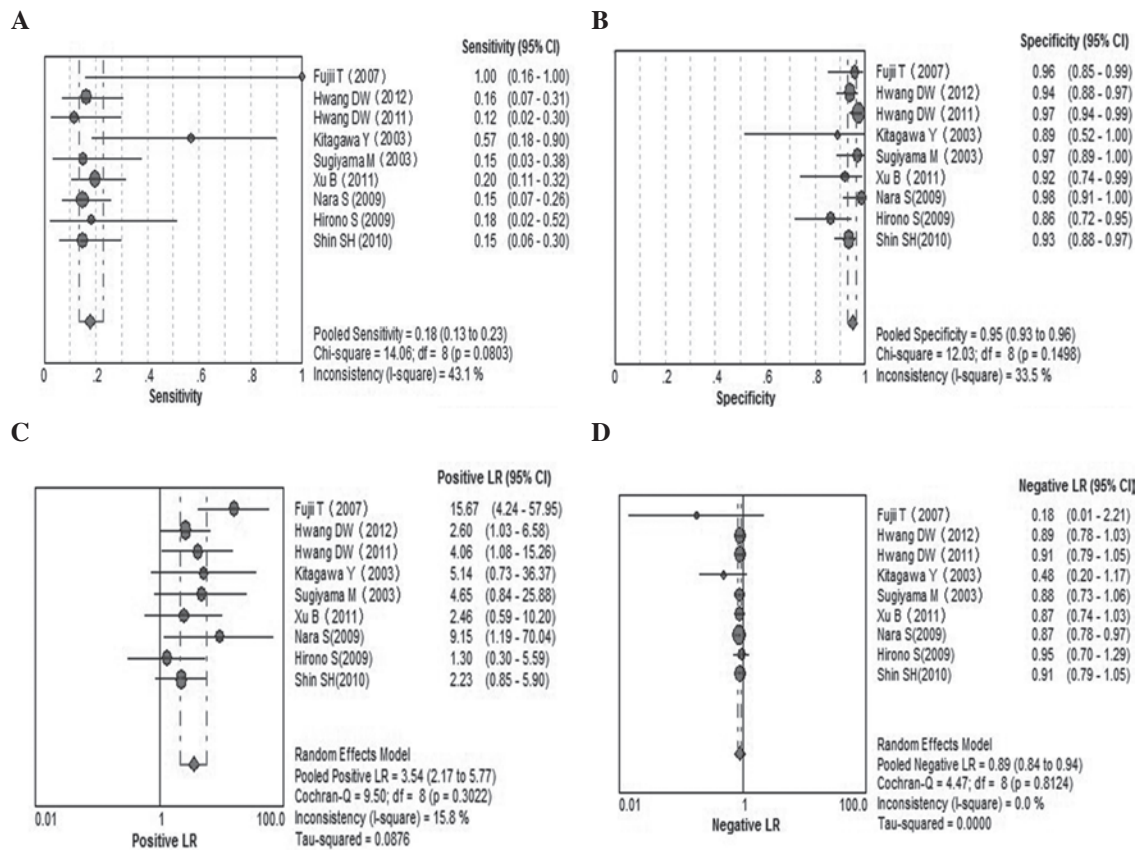 A
Sensitivity (95% CI)
Fujii T (2007) 1.00 (0.16 - 1.00)
Hwang DW (2012) 0.16 (0.07 - 0.31)
Hwang DW (2011) 0.12 (0.02 - 0.30)
Kitagawa Y (2003) 0.57 (0.18 - 0.90)
Sugiyama M (2003) 0.15 (0.03 - 0.38)
Xu B (2011) 0.20 (0.11 - 0.32)
Nara S (2009) 0.15 (0.07 - 0.26)
Hirono S (2009) 0.18 (0.02 - 0.52)
Shin SH (2010) 0.15 (0.06 - 0.30)
Pooled Sensitivity = 0.18 (0.13 to 0.23)
Chi-square = 14.06; df = 8 (p = 0.0803)
Inconsistency (I-square) = 43.1 %
0 .2 .4 .6 .8 1
Sensitivity
B
Specificity (95% CI)
Fujii T (2007) 0.96 (0.85 - 0.99)
Hwang DW (2012) 0.94 (0.88 - 0.97)
Hwang DW (2011) 0.97 (0.94 - 0.99)
Kitagawa Y (2003) 0.89 (0.52 - 1.00)
Sugiyama M (2003) 0.97 (0.89 - 1.00)
Xu B (2011) 0.92 (0.74 - 0.99)
Nara S(2009) 0.98 (0.91 - 1.00)
Hirono S(2009) 0.86 (0.72 - 0.95)
Shin SH(2010) 0.93 (0.88 - 0.97)
Pooled Specificity = 0.95 (0.93 to 0.96)
Chi-square = 12.03; df = 8 (p = 0.1498)
Inconsistency (I-square) = 33.5 %
0 .2 .4 .6 .8 1
Specificity
C
Positive LR (95% CI)
Fujii T (2007) 15.67 (4.24 - 57.95)
Hwang DW (2012) 2.60 (1.03 - 6.58)
Hwang DW (2011) 4.06 (1.08 - 15.26)
Kitagawa Y (2003) 5.14 (0.73 - 36.37)
Sugiyama M (2003) 4.65 (0.84 - 25.88)
Xu B (2011) 2.46 (0.59 - 10.20)
Nara S(2009) 9.15 (1.19 - 70.04)
Hirono S(2009) 1.30 (0.30 - 5.59)
Shin SH(2010) 2.23 (0.85 - 5.90)
Random Effects Model
Pooled Positive LR = 3.54 (2.17 to 5.77)
Cochran-Q = 9.50; df = 8 (p = 0.3022)
Inconsistency (I-square) = 15.8 %
Tau-squared = 0.0876
0.01 1 100.0
Positive LR
D
Negative LR (95% CI)
Fujii T (2007) 0.18 (0.01 - 2.21)
Hwang DW (2012) 0.89 (0.78 - 1.03)
Hwang DW (2011) 0.91 (0.79 - 1.05)
Kitagawa Y (2003) 0.48 (0.20 - 1.17)
Sugiyama M (2003) 0.88 (0.73 - 1.06)
Xu B (2011) 0.87 (0.74 - 1.03)
Nara S(2009) 0.87 (0.78 - 0.97)
Hirono S(2009) 0.95 (0.70 - 1.29)
Shin SH(2010) 0.91 (0.79 - 1.05)
Random Effects Model
Pooled Negative LR = 0.89 (0.84 to 0.94)
Cochran-Q = 4.47; df = 8 (p = 0.8124)
Inconsistency (I-square) = 0.0 %
Tau-squared = 0.0000
0.01 1 100.0
Negative LR